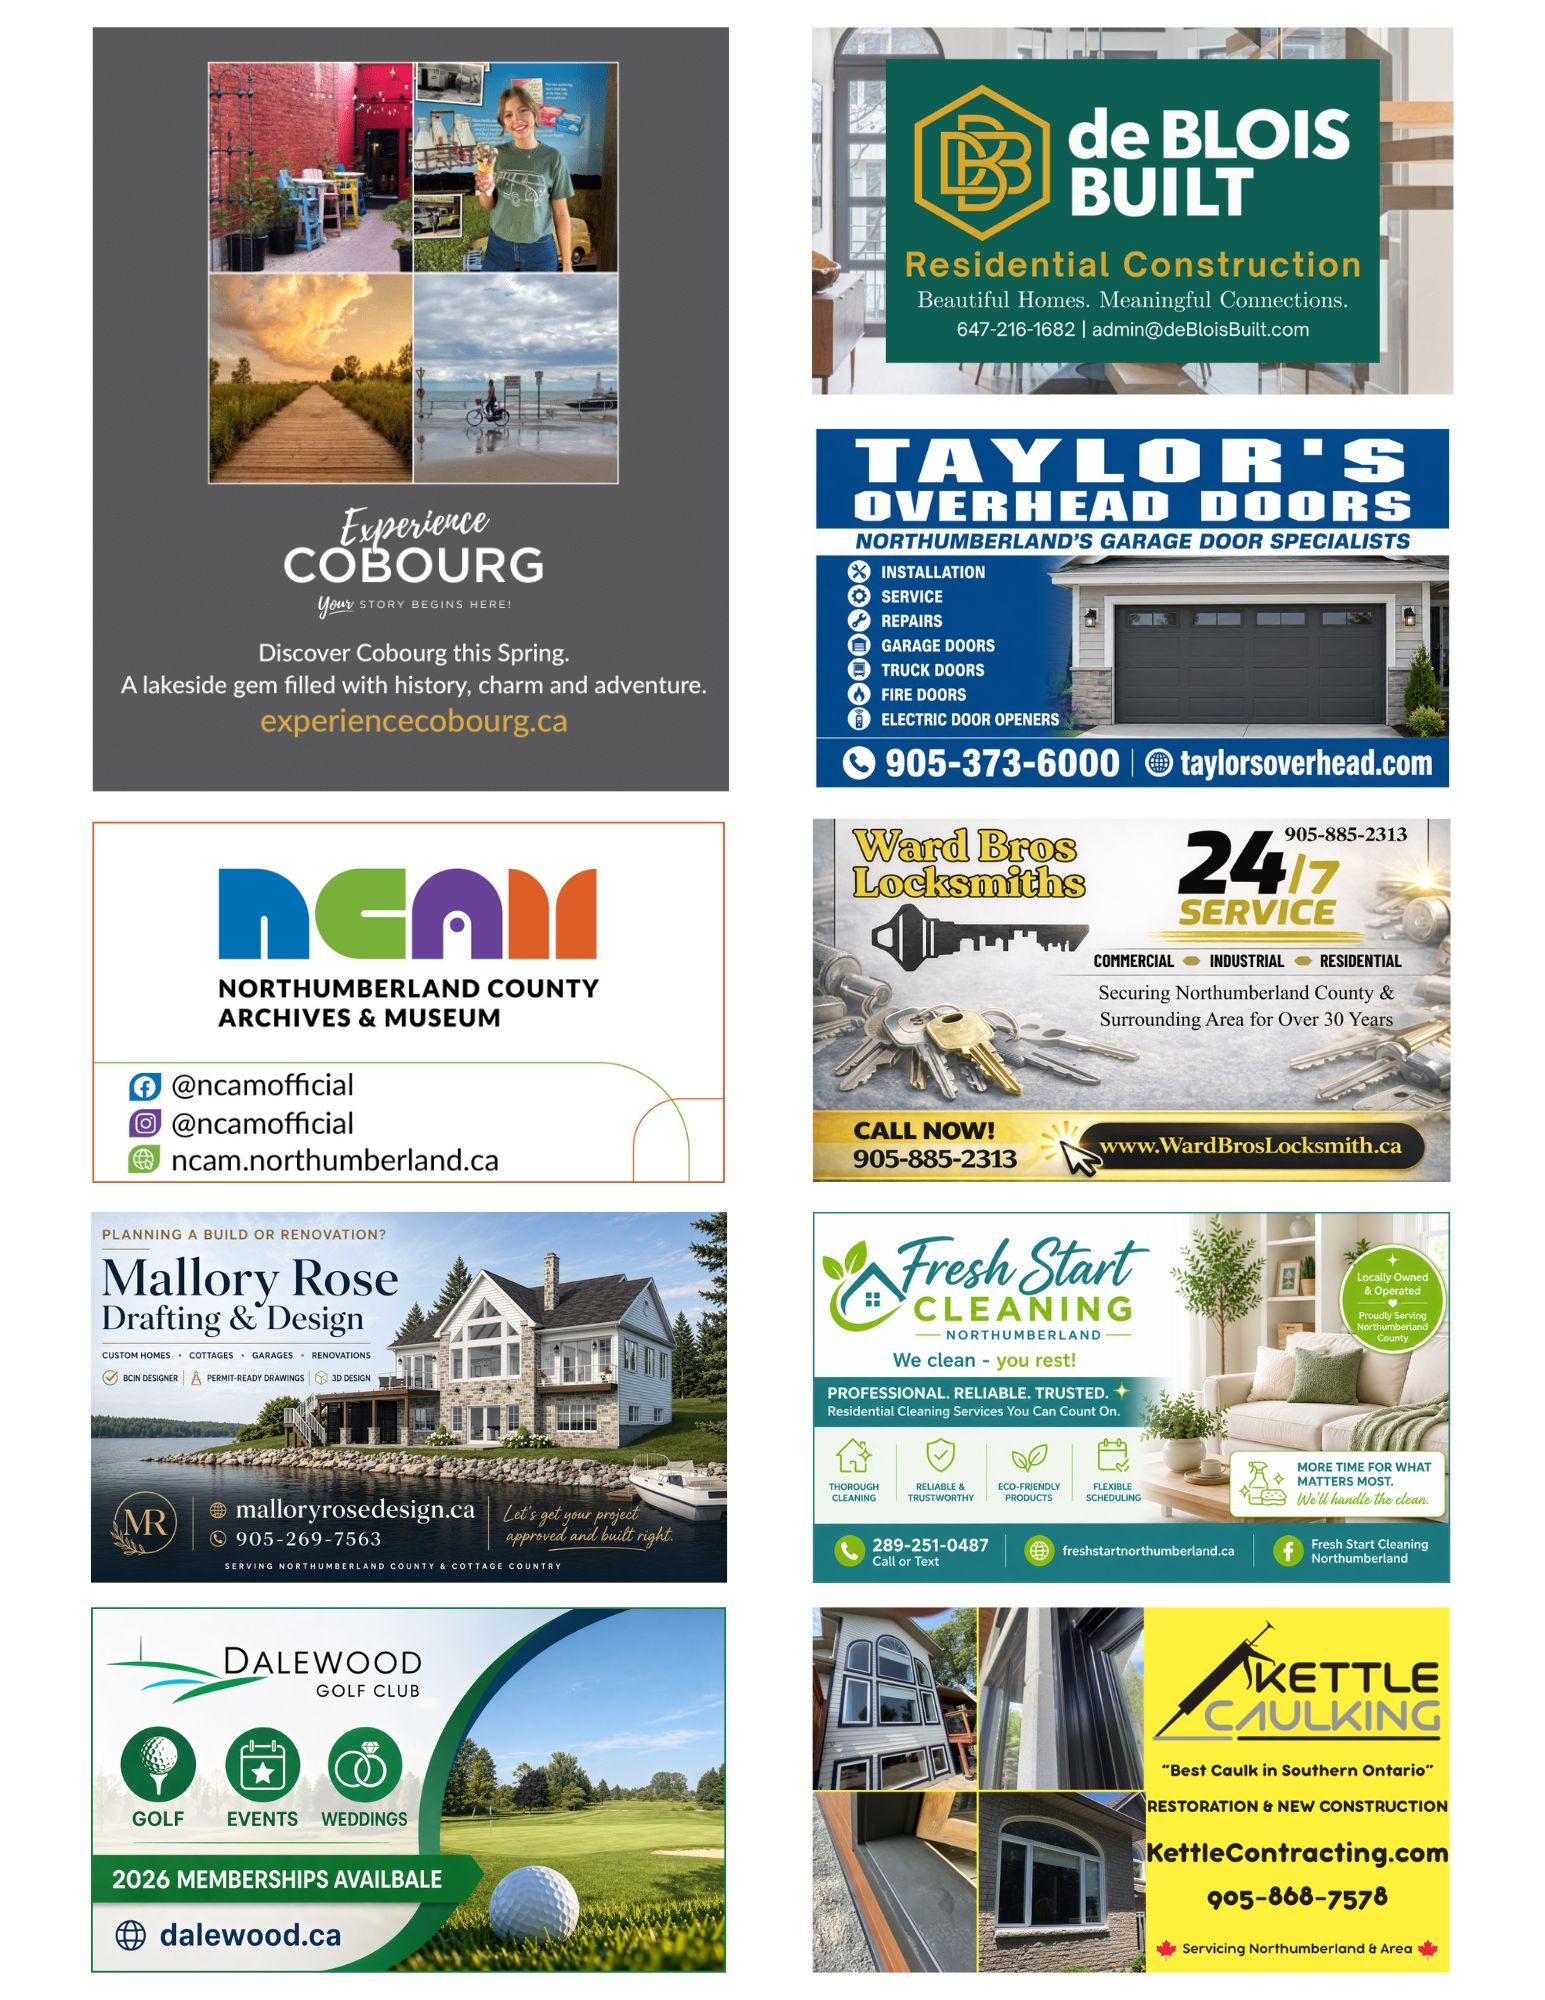 Experience
COBOURG
Your STORY BEGINS HERE!
Discover Cobourg this Spring.
A lakeside gem filled with history, charm and adventure.
experiencecobourg.ca
de BLOIS
BUILT
Residential Construction
Beautiful Homes. Meaningful Connections.
647-216-1682 | admin@deBloisBuilt.com
TAYLOR'S
OVERHEAD DOORS
NORTHUMBERLAND'S GARAGE DOOR SPECIALISTS
INSTALLATION
SERVICE
REPAIRS
GARAGE DOORS
TRUCK DOORS
FIRE DOORS
ELECTRIC DOOR OPENERS
905-373-6000 | taylorsoverhead.com
ncam
NORTHUMBERLAND COUNTY
ARCHIVES & MUSEUM
@ncamofficial
@ncamofficial
ncam.northumberland.ca
Ward Bros
Locksmiths
905-885-2313
24/7
SERVICE
COMMERCIAL INDUSTRIAL RESIDENTIAL
Securing Northumberland County &
Surrounding Area for Over 30 Years
CALL NOW!
905-885-2313
www.WardBrosLocksmith.ca
PLANNING A BUILD OR RENOVATION?
Mallory Rose
Drafting & Design
CUSTOM HOMES • COTTAGES • GARAGES • RENOVATIONS
BCIN DESIGNER | PERMIT-READY DRAWINGS | 3D DESIGN
MR
malloryrosedesign.ca
905-269-7563
Let's get your project
approved and built right.
SERVING NORTHUMBERLAND COUNTY & COTTAGE COUNTRY
Fresh Start
CLEANING
NORTHUMBERLAND
We clean - you rest!
Locally Owned
& Operated
Proudly Serving
Northumberland
County
PROFESSIONAL. RELIABLE. TRUSTED.
Residential Cleaning Services You Can Count On.
THOROUGH
CLEANING
RELIABLE &
TRUSTWORTHY
ECO-FRIENDLY
PRODUCTS
FLEXIBLE
SCHEDULING
MORE TIME FOR WHAT
MATTERS MOST.
We'll handle the clean.
289-251-0487
Call or Text
freshstartnorthumberland.ca
Fresh Start Cleaning
Northumberland
DALEWOOD
GOLF CLUB
GOLF EVENTS WEDDINGS
2026 MEMBERSHIPS AVAILBALE
dalewood.ca
KETTLE
CAULKING
"Best Caulk in Southern Ontario"
RESTORATION & NEW CONSTRUCTION
KettleContracting.com
905-868-7578
Servicing Northumberland & Area